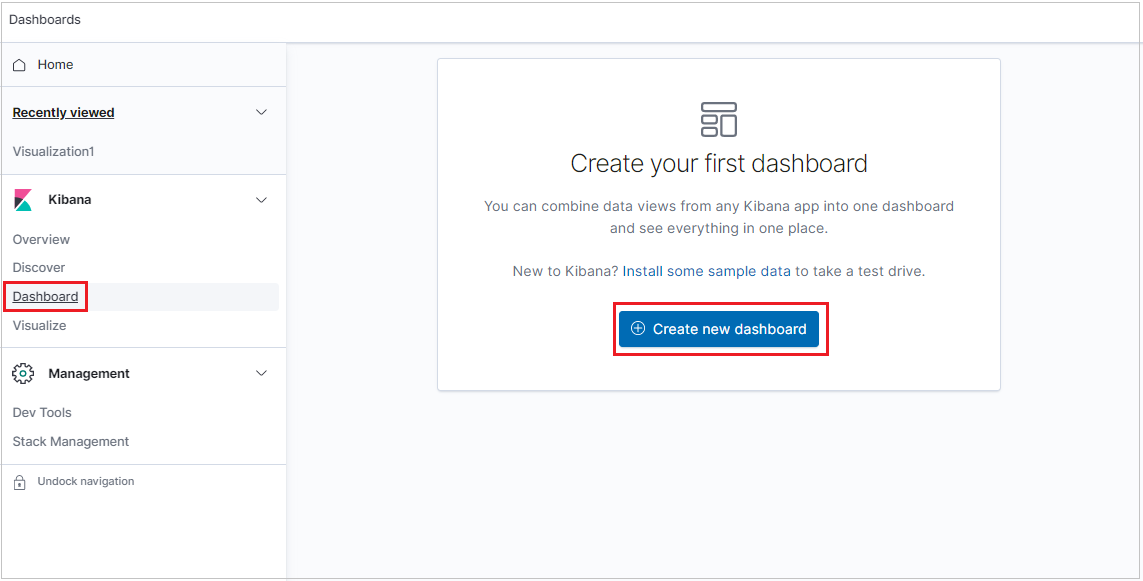 Dashboards
Home
Recently viewed
Visualization1
Kibana
Overview
Discover
Dashboard
Visualize
Management
Dev Tools
Stack Management
Undock navigation
Create your first dashboard
You can combine data views from any Kibana app into one dashboard
and see everything in one place.
New to Kibana? Install some sample data to take a test drive.
Create new dashboard